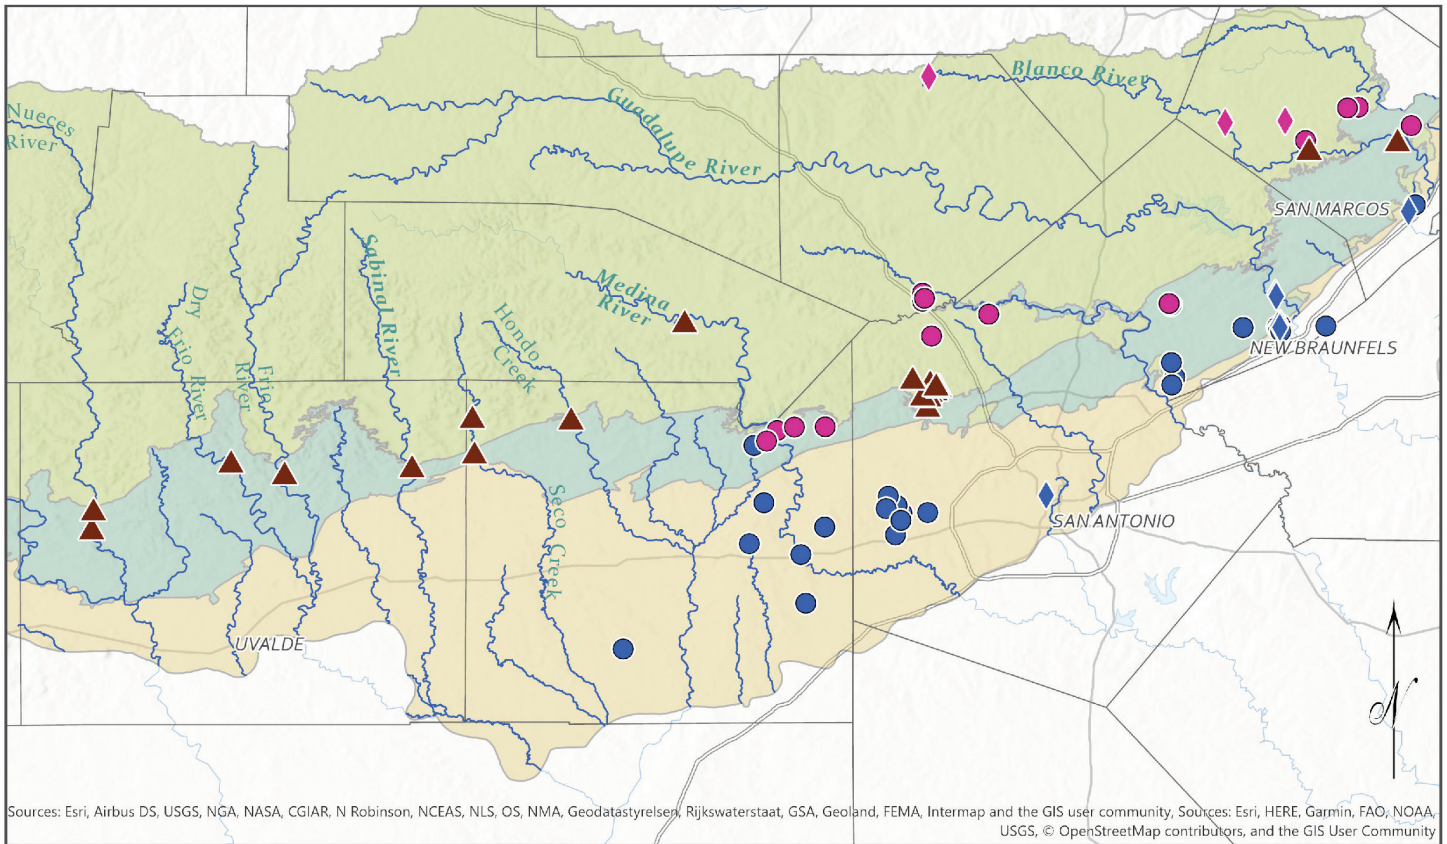 Blanco River
Nueces
River
Guadalupe River
SAN MARCOS
Sabinal River
Medina
River
Dry
Frio River
Hondo
Creek
Frio
River
NEW BRAUNFELS
Seco Creek
SAN ANTONIO
UVALDE
N
Sources: Esri, Airbus DS, USGS, NGA, NASA, CGIAR, N Robinson, NCEAS, NLS, OS, NMA, Geodatastyrelsen, Rijkswaterstaat, GSA, Geoland, FEMA, Intermap and the GIS user community, Sources: Esri, HERE, Garmin, FAO, NOAA,
USGS, © OpenStreetMap contributors, and the GIS User Community